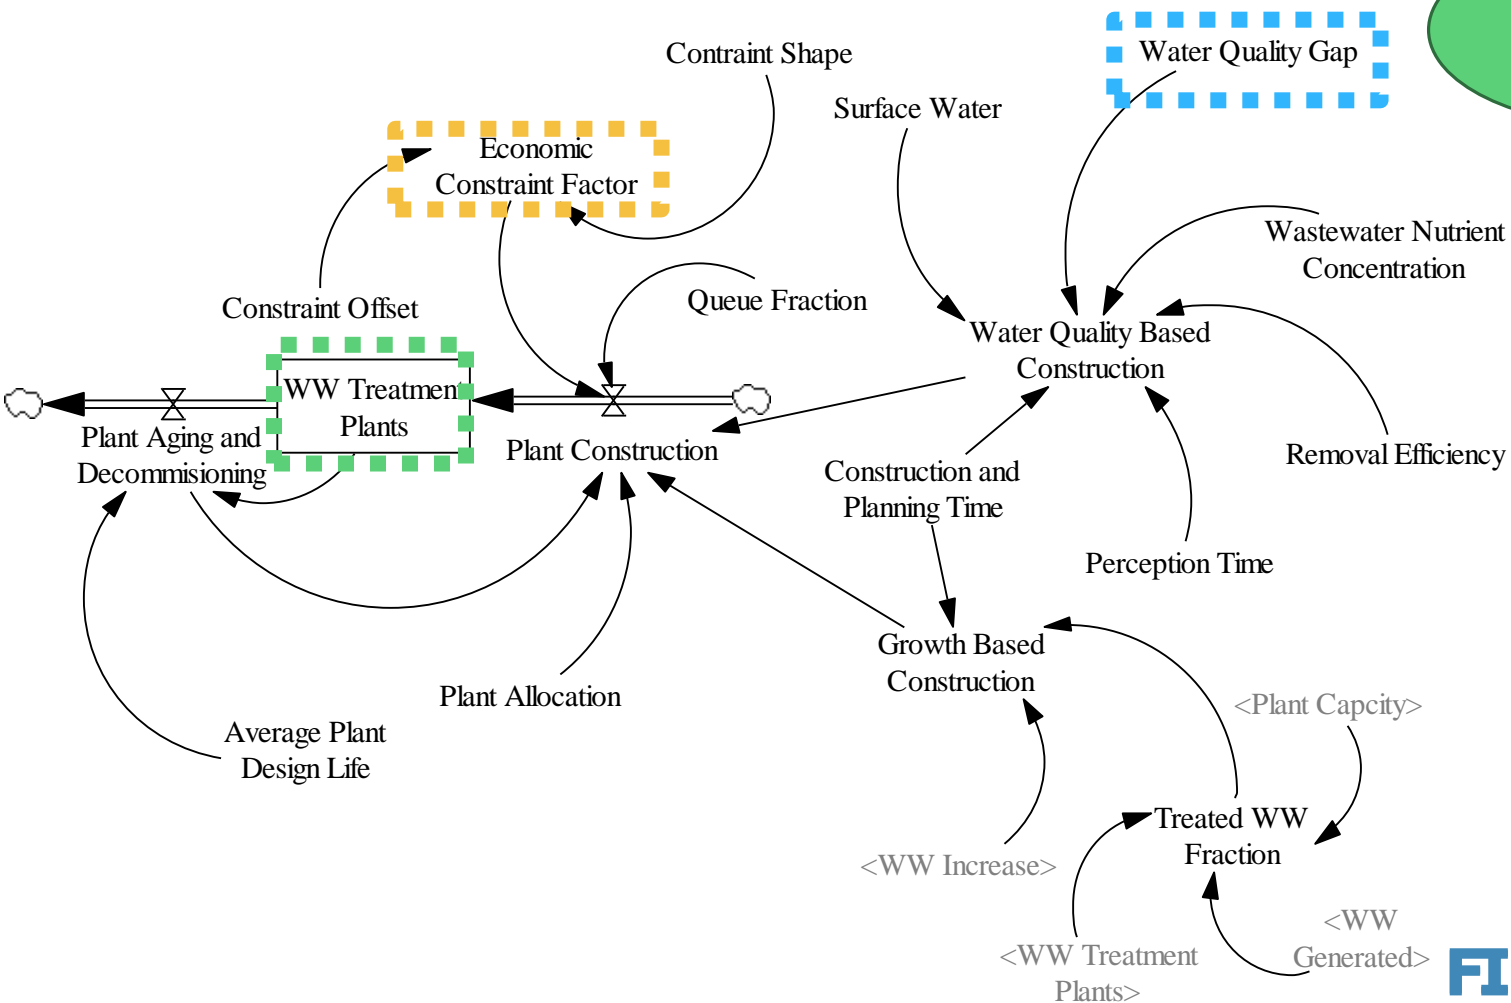 Contraint Shape
Water Quality Gap
Surface Water
Economic
Constraint Factor
Wastewater Nutrient
Concentration
Constraint Offset
Queue Fraction
Water Quality Based
Construction
WW Treatment
Plants
Plant Aging and
Decommisioning
Plant Construction
Construction and
Planning Time
Removal Efficiency
Perception Time
Growth Based
Construction
Plant Allocation
<Plant Capcity>
Average Plant
Design Life
Treated WW
Fraction
<WW Increase>
<WW
Generated>
<WW Treatment
Plants>
FI